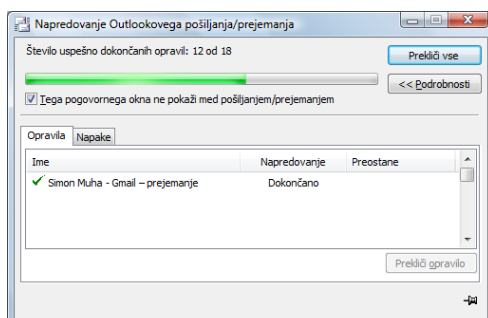 Napredovanje Outlookovega pošiljanja/prejemanja
Število uspešno dokončanih opravil: 12 od 18
Prekliči vse
<< Podrobnosti
Tega pogovornega okna ne pokaži med pošiljanjem/prejemanjem
Opravila Napake
Ime Napredovanje Preostane
Simon Muha - Gmail – prejemanje Dokončano
Prekliči opravilo